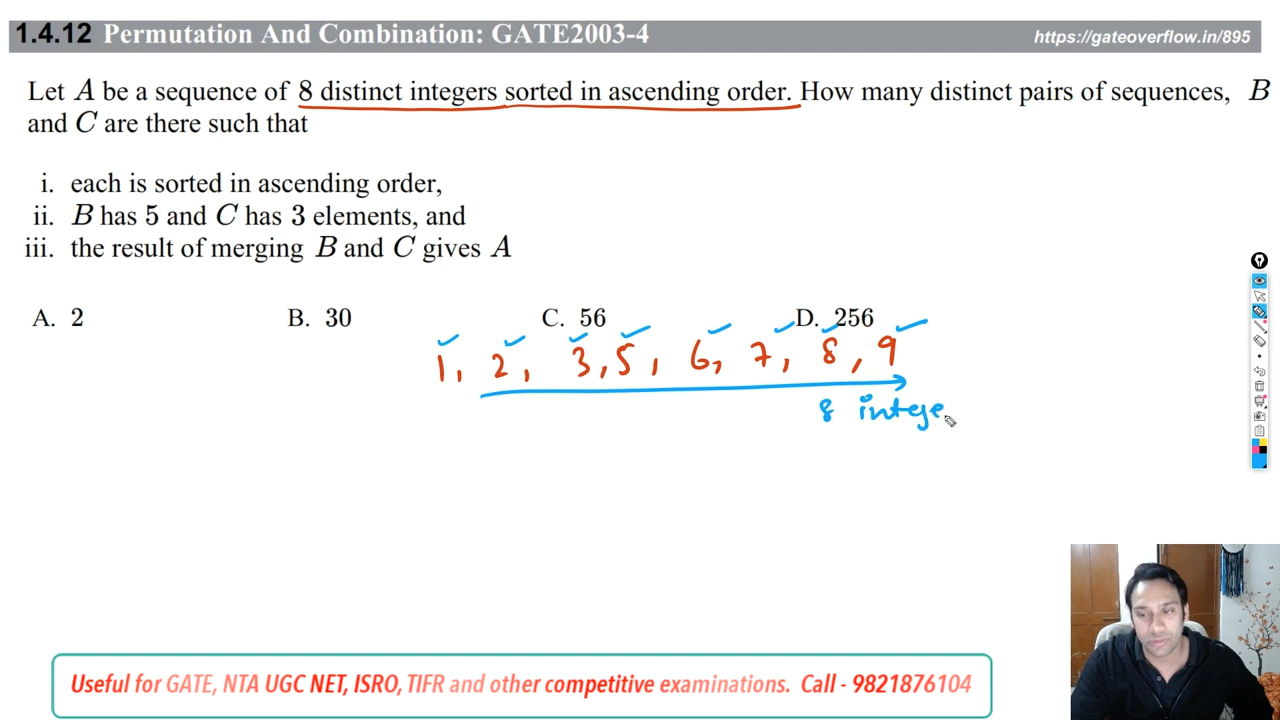 1.4.12 Permutation And Combination: GATE2003-4 https://gateoverflow.in/895
Let A be a sequence of 8 distinct integers sorted in ascending order. How many distinct pairs of sequences, B
and C are there such that
i. each is sorted in ascending order,
ii. B has 5 and C has 3 elements, and
iii. the result of merging B and C gives A
A. 2 B. 30 C. 56 D. 256
1, 2, 3, 5, 6, 7, 8, 9
8 intege
Useful for GATE, NTA UGC NET, ISRO, TIFR and other competitive examinations. Call - 9821876104